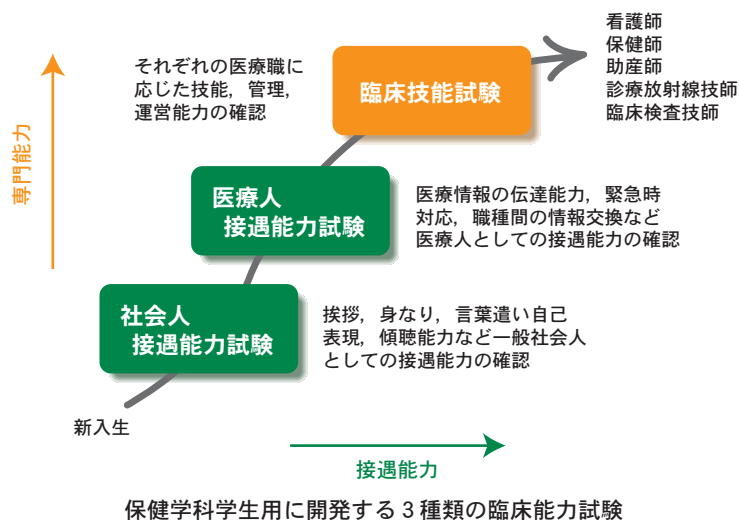 看護師
保健師
助産師
診療放射線技師
臨床検査技師
それぞれの医療職に
応じた技能，管理，
運営能力の確認
臨床技能試験
専門能力
医療人
接遇能力試験
医療情報の伝達能力，緊急時
対応，職種間の情報交換など
医療人としての接遇能力の確認
社会人
接遇能力試験
挨拶，身なり，言葉遣い自己
表現，傾聴能力など一般社会人
としての接遇能力の確認
新入生
接遇能力
保健学科学生用に開発する３種類の臨床能力試験